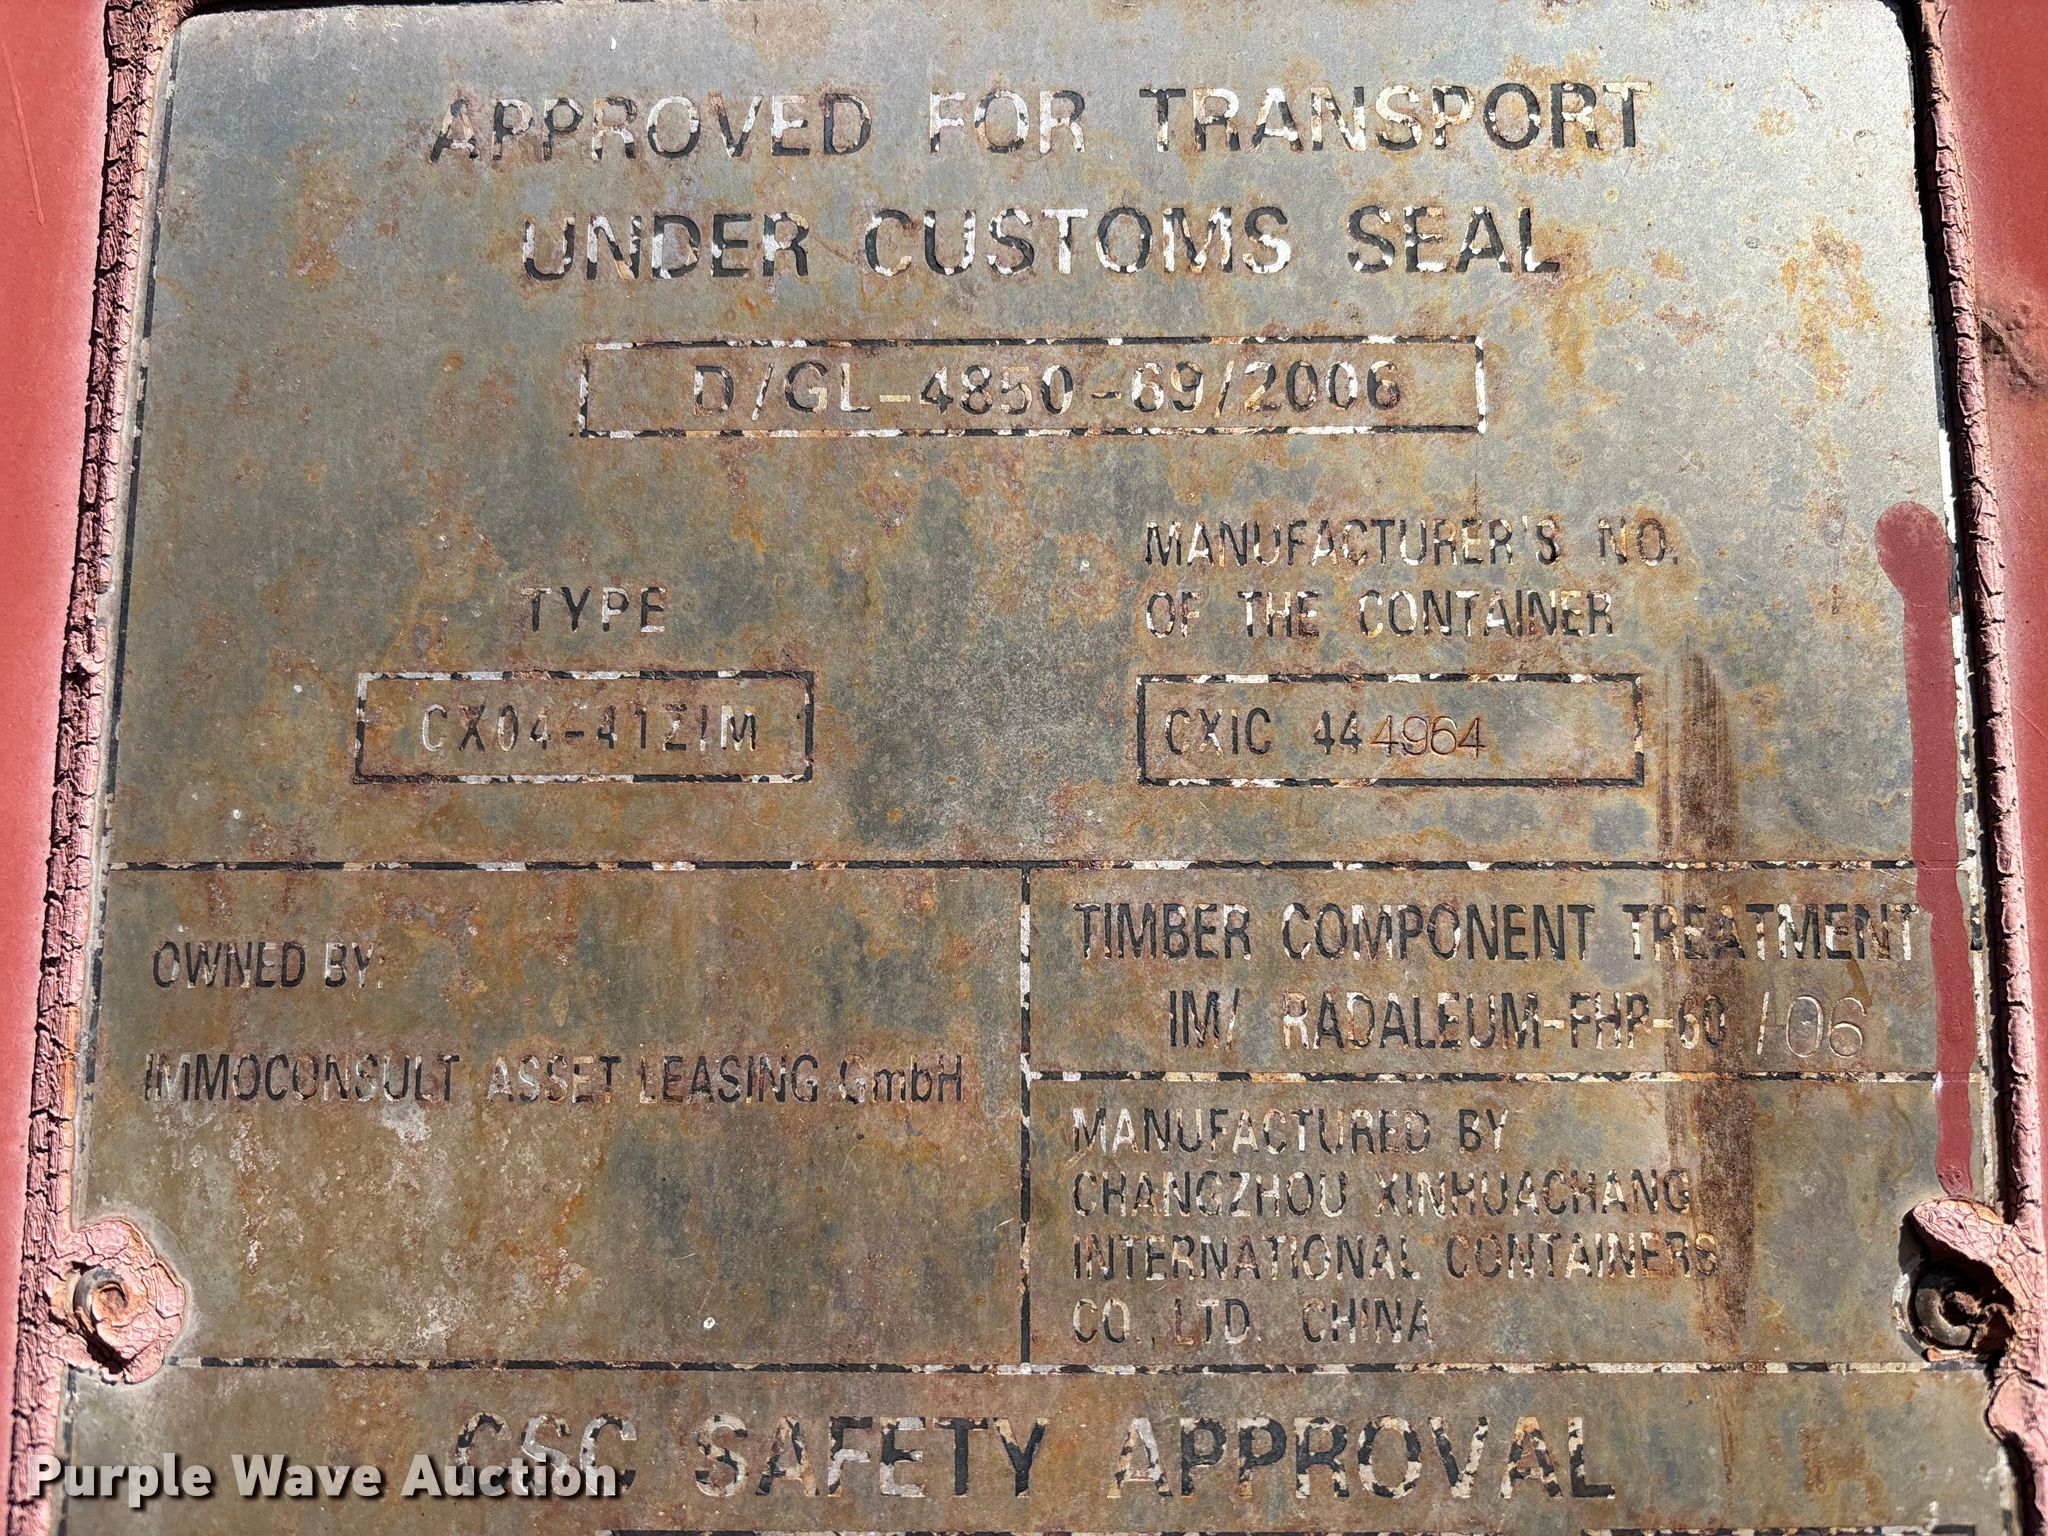 APPROVED FOR TRANSPORT
UNDER CUSTOMS SEAL
D/GL-4850-69/2006
TYPE
CX04-41ZIM
MANUFACTURER'S NO.
OF THE CONTAINER
CXIC 444964
OWNED BY:
IMMOCONSULT ASSET LEASING GmbH
TIMBER COMPONENT TREATMENT
IM/ RADALEUM-FHP-60 /06
MANUFACTURED BY
CHANGZHOU XINHUACHANG
INTERNATIONAL CONTAINERS
CO., LTD. CHINA
CSC SAFETY APPROVAL
Purple Wave Auction